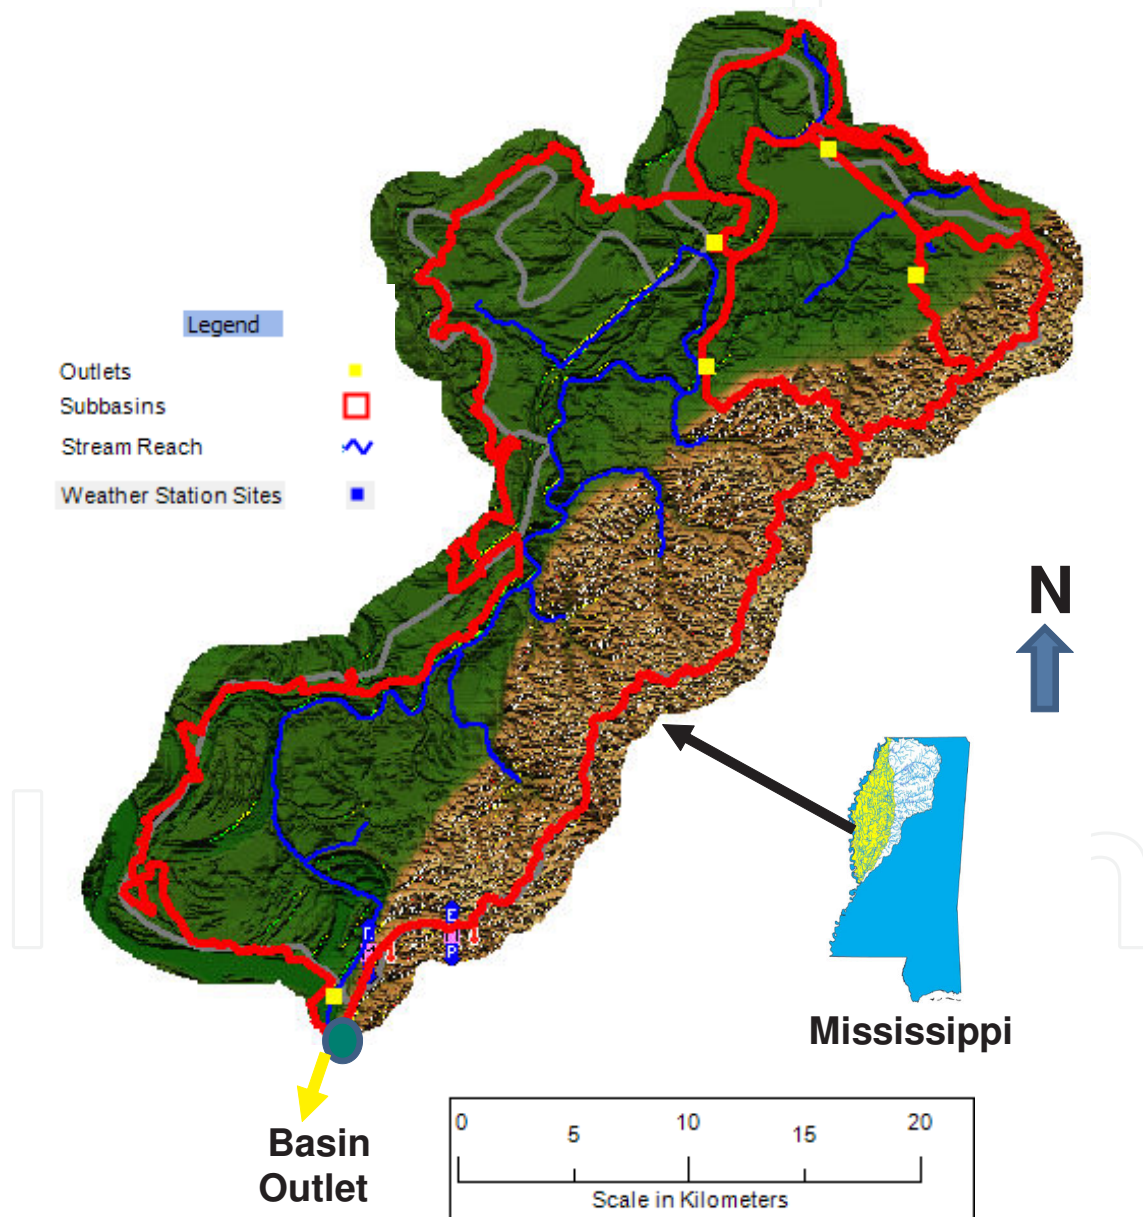 Legend
Outlets
Subbasins
Stream Reach
Weather Station Sites
N
E
P
Mississippi
Basin
Outlet
0 5 10 15 20
Scale in Kilometers